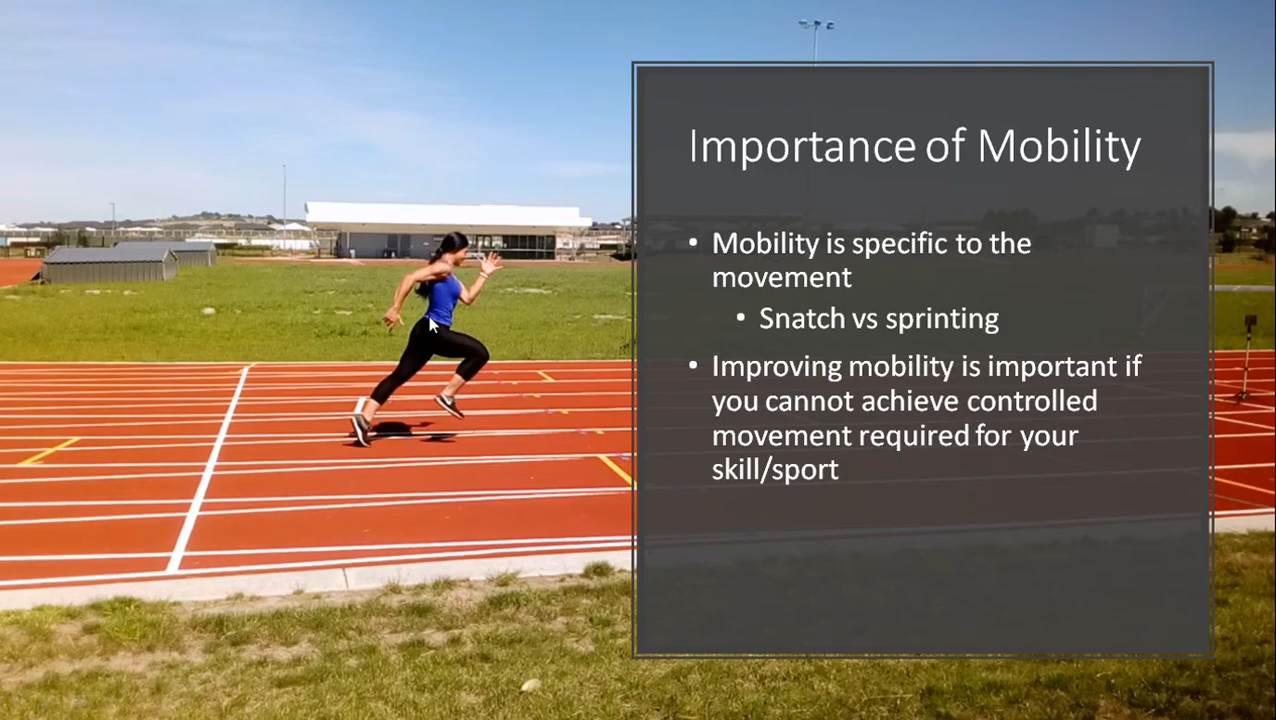 Importance of Mobility
• Mobility is specific to the
movement
• Snatch vs sprinting
• Improving mobility is important if
you cannot achieve controlled
movement required for your
skill/sport